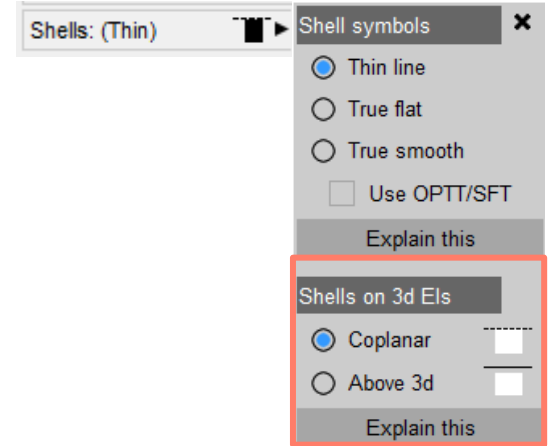 Shells: (Thin)
Shell symbols
Thin line
True flat
True smooth
Use OPTT/SFT
Explain this
Shells on 3d Els
Coplanar
Above 3d
Explain this